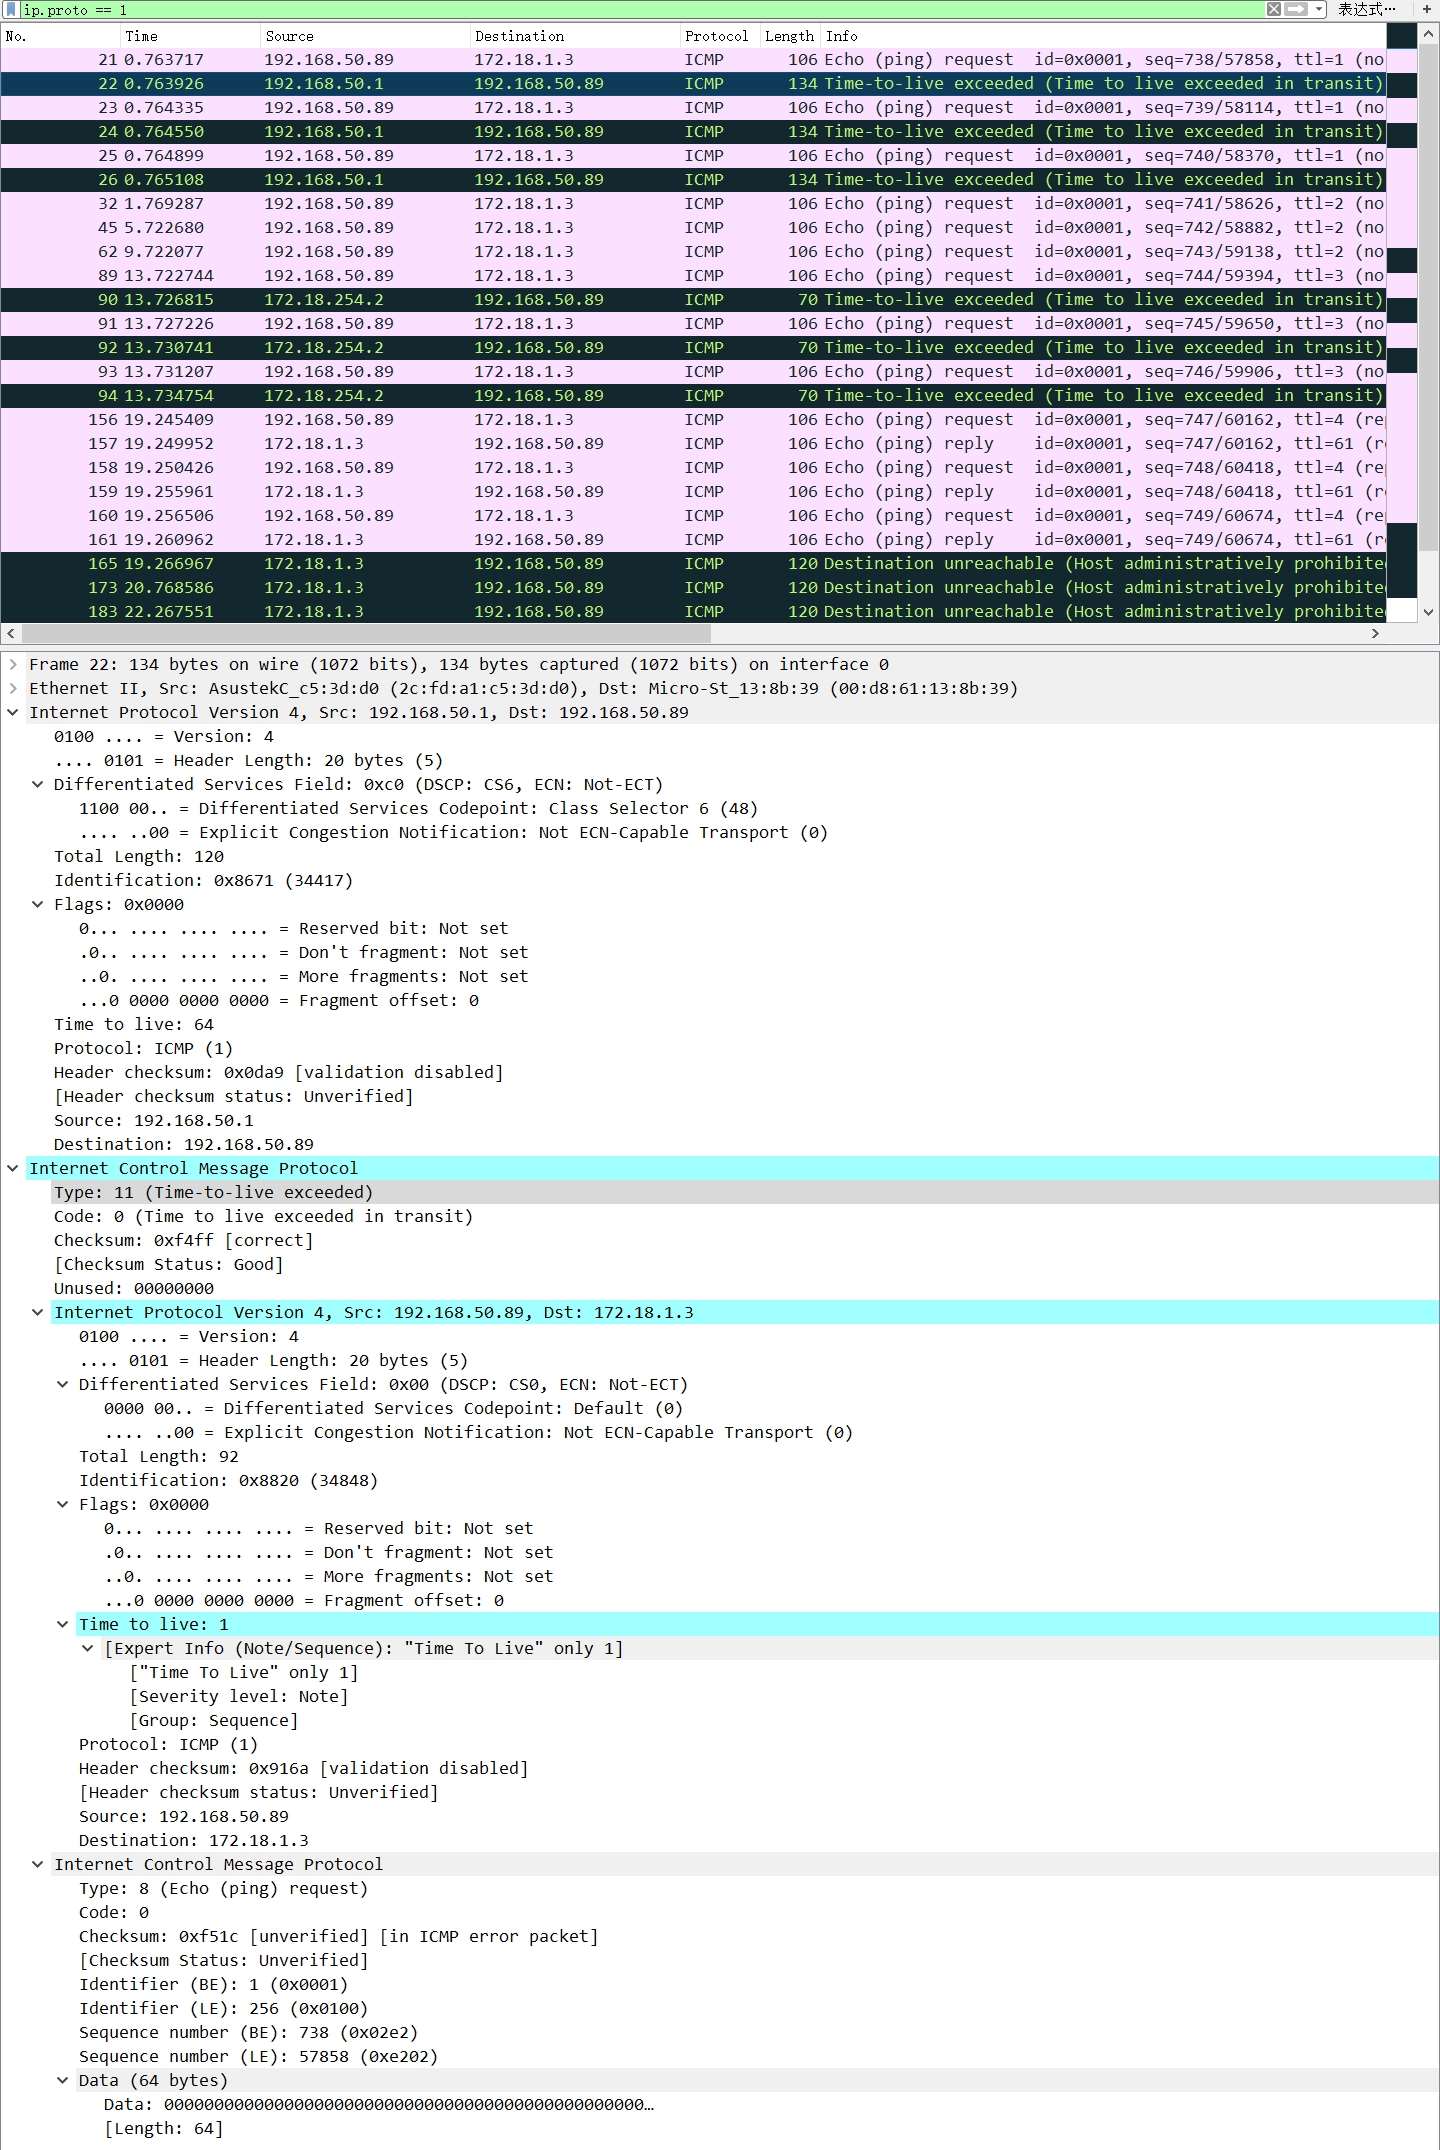 ip.proto == 1 表达式… +
No. Time Source Destination Protocol Length Info
21 0.763717 192.168.50.89 172.18.1.3 ICMP 106 Echo (ping) request id=0x0001, seq=738/57858, ttl=1 (no
22 0.763926 192.168.50.1 192.168.50.89 ICMP 134 Time-to-live exceeded (Time to live exceeded in transit)
23 0.764335 192.168.50.89 172.18.1.3 ICMP 106 Echo (ping) request id=0x0001, seq=739/58114, ttl=1 (no
24 0.764550 192.168.50.1 192.168.50.89 ICMP 134 Time-to-live exceeded (Time to live exceeded in transit)
25 0.764899 192.168.50.89 172.18.1.3 ICMP 106 Echo (ping) request id=0x0001, seq=740/58370, ttl=1 (no
26 0.765108 192.168.50.1 192.168.50.89 ICMP 134 Time-to-live exceeded (Time to live exceeded in transit)
32 1.769287 192.168.50.89 172.18.1.3 ICMP 106 Echo (ping) request id=0x0001, seq=741/58626, ttl=2 (no
45 5.722680 192.168.50.89 172.18.1.3 ICMP 106 Echo (ping) request id=0x0001, seq=742/58882, ttl=2 (no
62 9.722077 192.168.50.89 172.18.1.3 ICMP 106 Echo (ping) request id=0x0001, seq=743/59138, ttl=2 (no
89 13.722744 192.168.50.89 172.18.1.3 ICMP 106 Echo (ping) request id=0x0001, seq=744/59394, ttl=3 (no
90 13.726815 172.18.254.2 192.168.50.89 ICMP 70 Time-to-live exceeded (Time to live exceeded in transit)
91 13.727226 192.168.50.89 172.18.1.3 ICMP 106 Echo (ping) request id=0x0001, seq=745/59650, ttl=3 (no
92 13.730741 172.18.254.2 192.168.50.89 ICMP 70 Time-to-live exceeded (Time to live exceeded in transit)
93 13.731207 192.168.50.89 172.18.1.3 ICMP 106 Echo (ping) request id=0x0001, seq=746/59906, ttl=3 (no
94 13.734754 172.18.254.2 192.168.50.89 ICMP 70 Time-to-live exceeded (Time to live exceeded in transit)
156 19.245409 192.168.50.89 172.18.1.3 ICMP 106 Echo (ping) request id=0x0001, seq=747/60162, ttl=4 (re
157 19.249952 172.18.1.3 192.168.50.89 ICMP 106 Echo (ping) reply id=0x0001, seq=747/60162, ttl=61 (r
158 19.250426 192.168.50.89 172.18.1.3 ICMP 106 Echo (ping) request id=0x0001, seq=748/60418, ttl=4 (re
159 19.255961 172.18.1.3 192.168.50.89 ICMP 106 Echo (ping) reply id=0x0001, seq=748/60418, ttl=61 (r
160 19.256506 192.168.50.89 172.18.1.3 ICMP 106 Echo (ping) request id=0x0001, seq=749/60674, ttl=4 (re
161 19.260962 172.18.1.3 192.168.50.89 ICMP 106 Echo (ping) reply id=0x0001, seq=749/60674, ttl=61 (r
165 19.266967 172.18.1.3 192.168.50.89 ICMP 120 Destination unreachable (Host administratively prohibite
173 20.768586 172.18.1.3 192.168.50.89 ICMP 120 Destination unreachable (Host administratively prohibite
183 22.267551 172.18.1.3 192.168.50.89 ICMP 120 Destination unreachable (Host administratively prohibite
Frame 22: 134 bytes on wire (1072 bits), 134 bytes captured (1072 bits) on interface 0
Ethernet II, Src: AsustekC_c5:3d:d0 (2c:fd:a1:c5:3d:d0), Dst: Micro-St_13:8b:39 (00:d8:61:13:8b:39)
Internet Protocol Version 4, Src: 192.168.50.1, Dst: 192.168.50.89
0100 .... = Version: 4
.... 0101 = Header Length: 20 bytes (5)
Differentiated Services Field: 0xc0 (DSCP: CS6, ECN: Not-ECT)
1100 00.. = Differentiated Services Codepoint: Class Selector 6 (48)
.... ..00 = Explicit Congestion Notification: Not ECN-Capable Transport (0)
Total Length: 120
Identification: 0x8671 (34417)
Flags: 0x0000
0... .... .... .... = Reserved bit: Not set
.0.. .... .... .... = Don't fragment: Not set
..0. .... .... .... = More fragments: Not set
...0 0000 0000 0000 = Fragment offset: 0
Time to live: 64
Protocol: ICMP (1)
Header checksum: 0x0da9 [validation disabled]
[Header checksum status: Unverified]
Source: 192.168.50.1
Destination: 192.168.50.89
Internet Control Message Protocol
Type: 11 (Time-to-live exceeded)
Code: 0 (Time to live exceeded in transit)
Checksum: 0xf4ff [correct]
[Checksum Status: Good]
Unused: 00000000
Internet Protocol Version 4, Src: 192.168.50.89, Dst: 172.18.1.3
0100 .... = Version: 4
.... 0101 = Header Length: 20 bytes (5)
Differentiated Services Field: 0x00 (DSCP: CS0, ECN: Not-ECT)
0000 00.. = Differentiated Services Codepoint: Default (0)
.... ..00 = Explicit Congestion Notification: Not ECN-Capable Transport (0)
Total Length: 92
Identification: 0x8820 (34848)
Flags: 0x0000
0... .... .... .... = Reserved bit: Not set
.0.. .... .... .... = Don't fragment: Not set
..0. .... .... .... = More fragments: Not set
...0 0000 0000 0000 = Fragment offset: 0
Time to live: 1
[Expert Info (Note/Sequence): "Time To Live" only 1]
["Time To Live" only 1]
[Severity level: Note]
[Group: Sequence]
Protocol: ICMP (1)
Header checksum: 0x916a [validation disabled]
[Header checksum status: Unverified]
Source: 192.168.50.89
Destination: 172.18.1.3
Internet Control Message Protocol
Type: 8 (Echo (ping) request)
Code: 0
Checksum: 0xf51c [unverified] [in ICMP error packet]
[Checksum Status: Unverified]
Identifier (BE): 1 (0x0001)
Identifier (LE): 256 (0x0100)
Sequence number (BE): 738 (0x02e2)
Sequence number (LE): 57858 (0xe202)
Data (64 bytes)
Data: 000000000000000000000000000000000000000000000000…
[Length: 64]